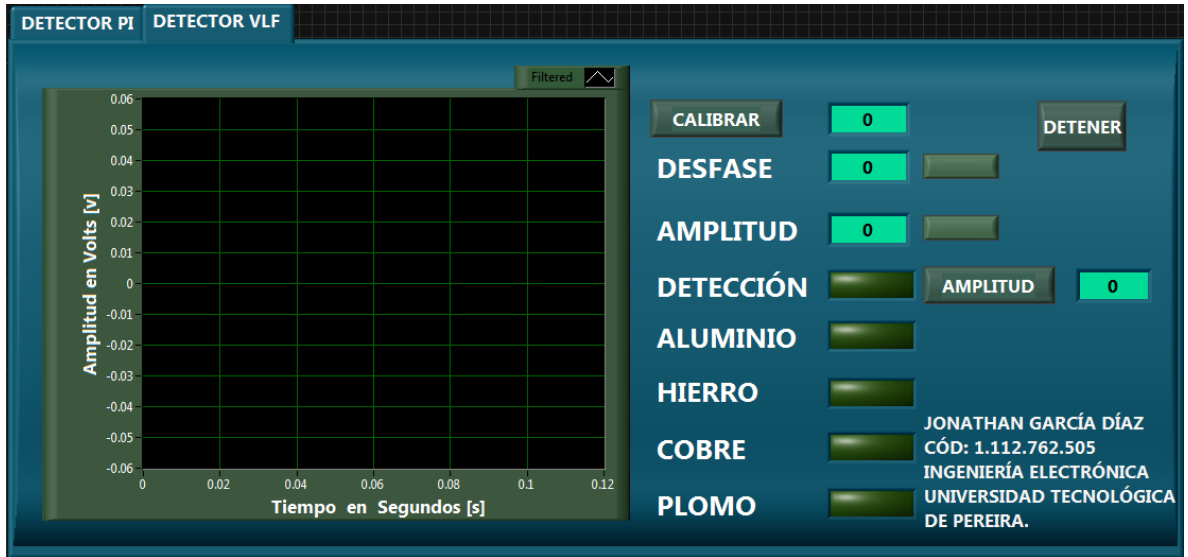 DETECTOR PI
DETECTOR VLF
Filtered
Amplitud en Volts [v]
0.06
0.05
0.04
0.03
0.02
0.01
0
-0.01
-0.02
-0.03
-0.04
-0.05
-0.06
0 0.02 0.04 0.06 0.08 0.1 0.12
Tiempo en Segundos [s]
CALIBRAR 0
DETENER
DESFASE 0
AMPLITUD 0
DETECCIÓN
AMPLITUD 0
ALUMINIO
HIERRO
COBRE
PLOMO
JONATHAN GARCÍA DÍAZ
CÓD: 1.112.762.505
INGENIERÍA ELECTRÓNICA
UNIVERSIDAD TECNOLÓGICA
DE PEREIRA.